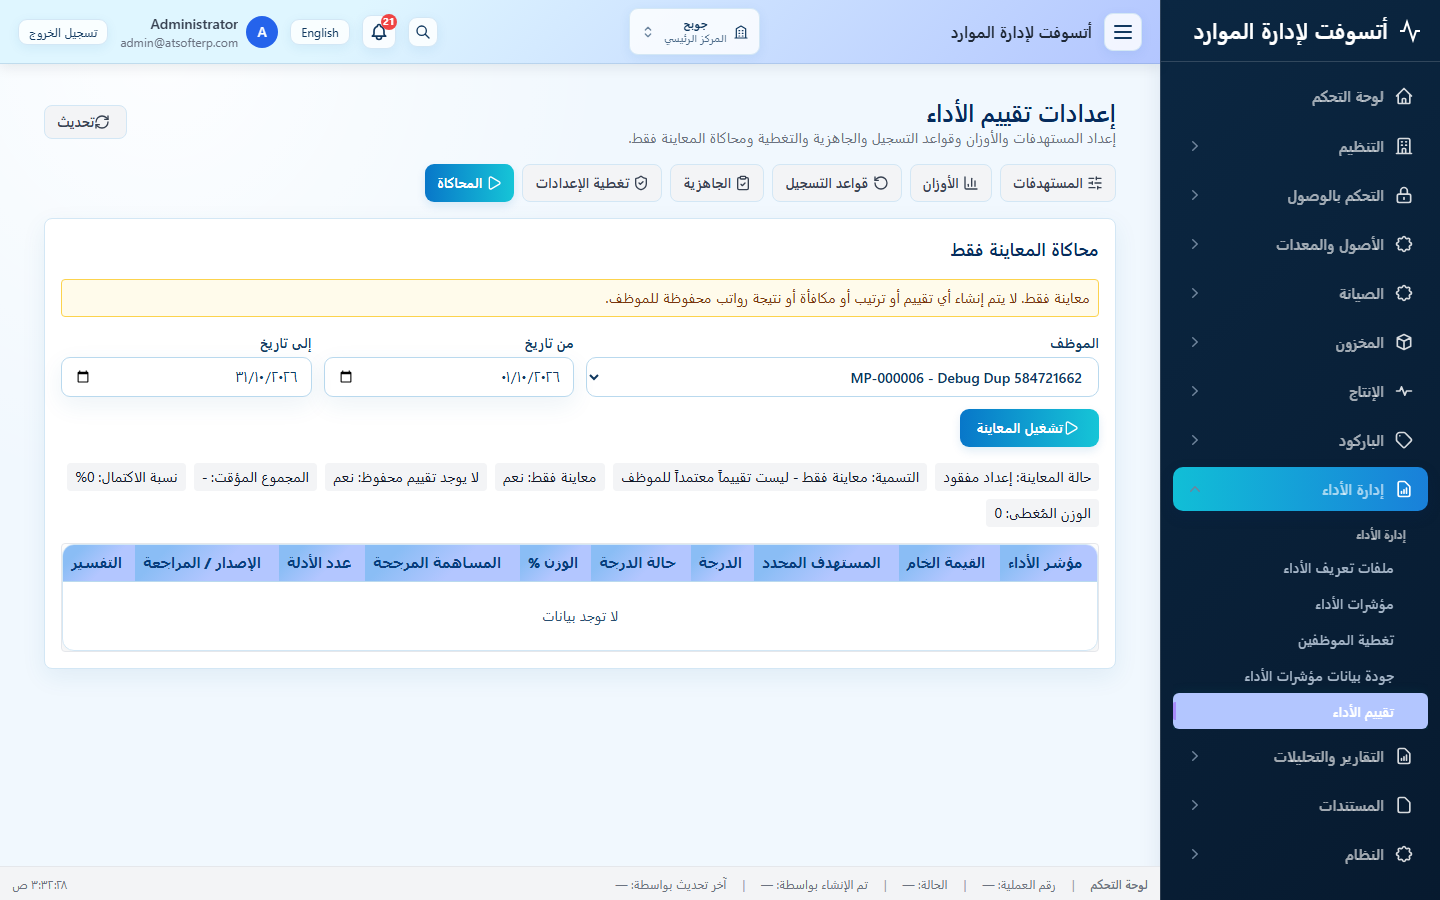 أتسوفت لإدارة الموارد
لوحة التحكم
التنظيم
التحكم بالوصول
الأصول والمعدات
الصيانة
المخزون
الإنتاج
الباركود
إدارة الأداء
إدارة الأداء
ملفات تعريف الأداء
مؤشرات الأداء
تغطية الموظفين
جودة بيانات مؤشرات الأداء
تقييم الأداء
التقارير والتحليلات
المستندات
النظام
أتسوفت لإدارة الموارد
جوبج
المركز الرئيسي
21
English
A
Administrator
admin@atsofterp.com
تسجيل الخروج
إعدادات تقييم الأداء
إعداد المستهدفات والأوزان وقواعد التسجيل والجاهزية والتغطية ومحاكاة المعاينة فقط.
تحديث
المستهدفات
الأوزان
قواعد التسجيل
الجاهزية
تغطية الإعدادات
المحاكاة
محاكاة المعاينة فقط
معاينة فقط. لا يتم إنشاء أي تقييم أو ترتيب أو مكافأة أو نتيجة رواتب محفوظة للموظف.
الموظف
من تاريخ
إلى تاريخ
MP-000006 - Debug Dup 584721662
٠١/١٠/٢٠٢٦
٣١/١٠/٢٠٢٦
تشغيل المعاينة
حالة المعاينة: إعداد مفقود
التسمية: معاينة فقط - ليست تقييماً معتمداً للموظف
معاينة فقط: نعم
لا يوجد تقييم محفوظ: نعم
المجموع المؤقت: -
نسبة الاكتمال: 0%
الوزن المُغطى: 0
مؤشر الأداء
القيمة الخام
المستهدف المحدد
الدرجة
حالة الدرجة
الوزن %
المساهمة المرجحة
عدد الأدلة
الإصدار / المراجعة
التفسير
لا توجد بيانات
لوحة التحكم | رقم العملية: — | الحالة: — | تم الإنشاء بواسطة: — | آخر تحديث بواسطة: —
٣:٣٢:٢٨ ص